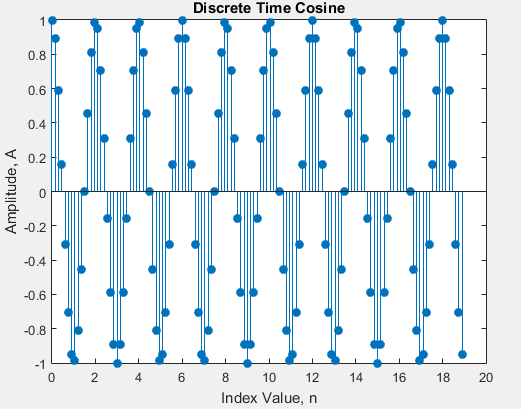 Discrete Time Cosine
1
0.8
0.6
0.4
0.2
0
-0.2
-0.4
-0.6
-0.8
-1
Amplitude, A
0 2 4 6 8 10 12 14 16 18 20
Index Value, n